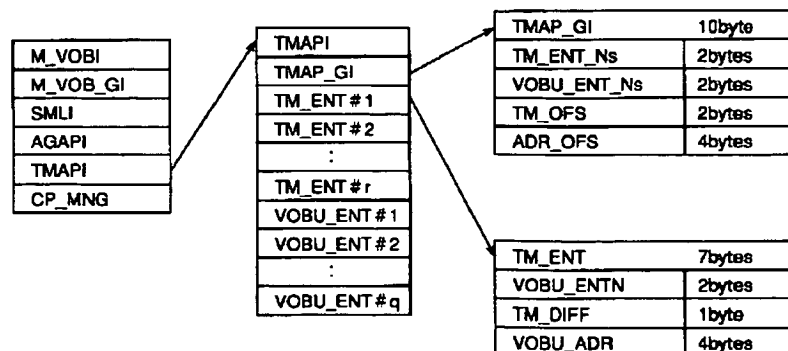 M_VOBI
M_VOB_GI
SMLI
AGAPI
TMAPI
CP_MNG
TMAPI
TMAP_GI
TM_ENT#1
TM_ENT#2
:
TM_ENT#r
VOBU_ENT#1
VOBU_ENT#2
:
VOBU_ENT#q
TMAP_GI 10byte
TM_ENT_Ns 2bytes
VOBU_ENT_Ns 2bytes
TM_OFS 2bytes
ADR_OFS 4bytes
TM_ENT 7bytes
VOBU_ENTN 2bytes
TM_DIFF 1byte
VOBU_ADR 4bytes